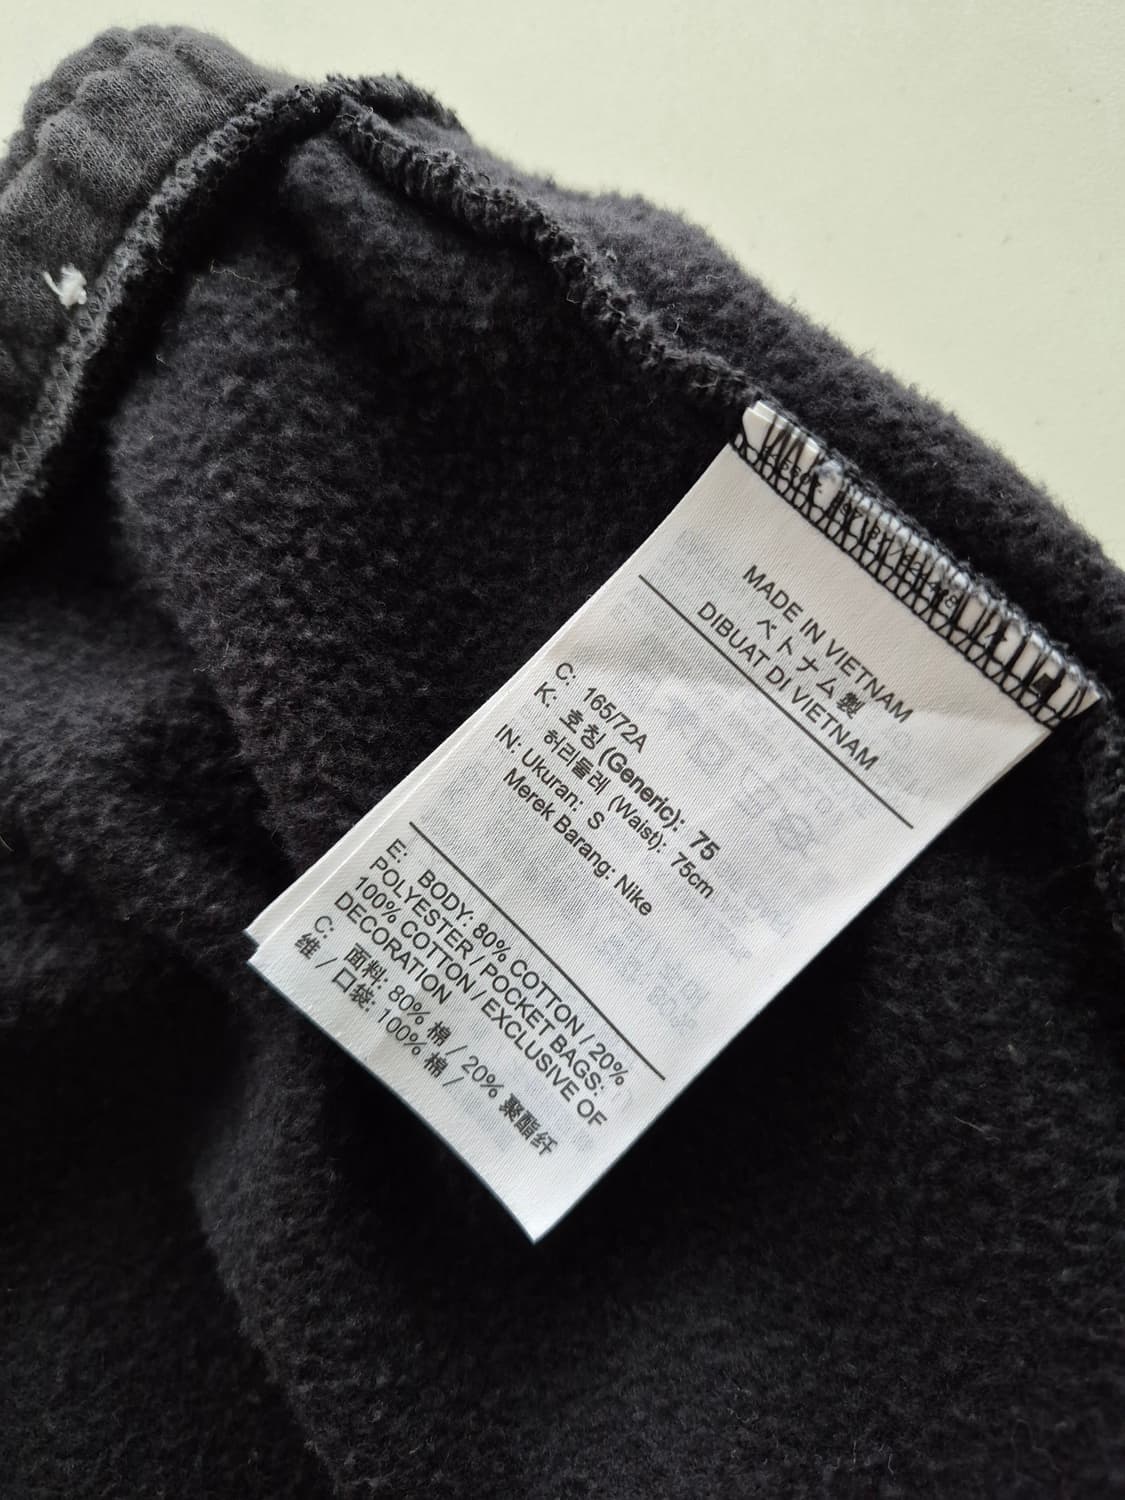 MADE IN VIETNAM
ベトナム製
DIBUAT DI VIETNAM
C: 165/72A
K: 호칭 (Generic): 75
허리둘레 (Waist): 75cm
IN: Ukuran: S
Merek Barang: Nike
E: BODY: 80% COTTON / 20%
POLYESTER / POCKET BAGS:
100% COTTON / EXCLUSIVE OF
DECORATION
C: 面料: 80% 棉 / 20% 聚酯纤
维 / 口袋: 100% 棉 /